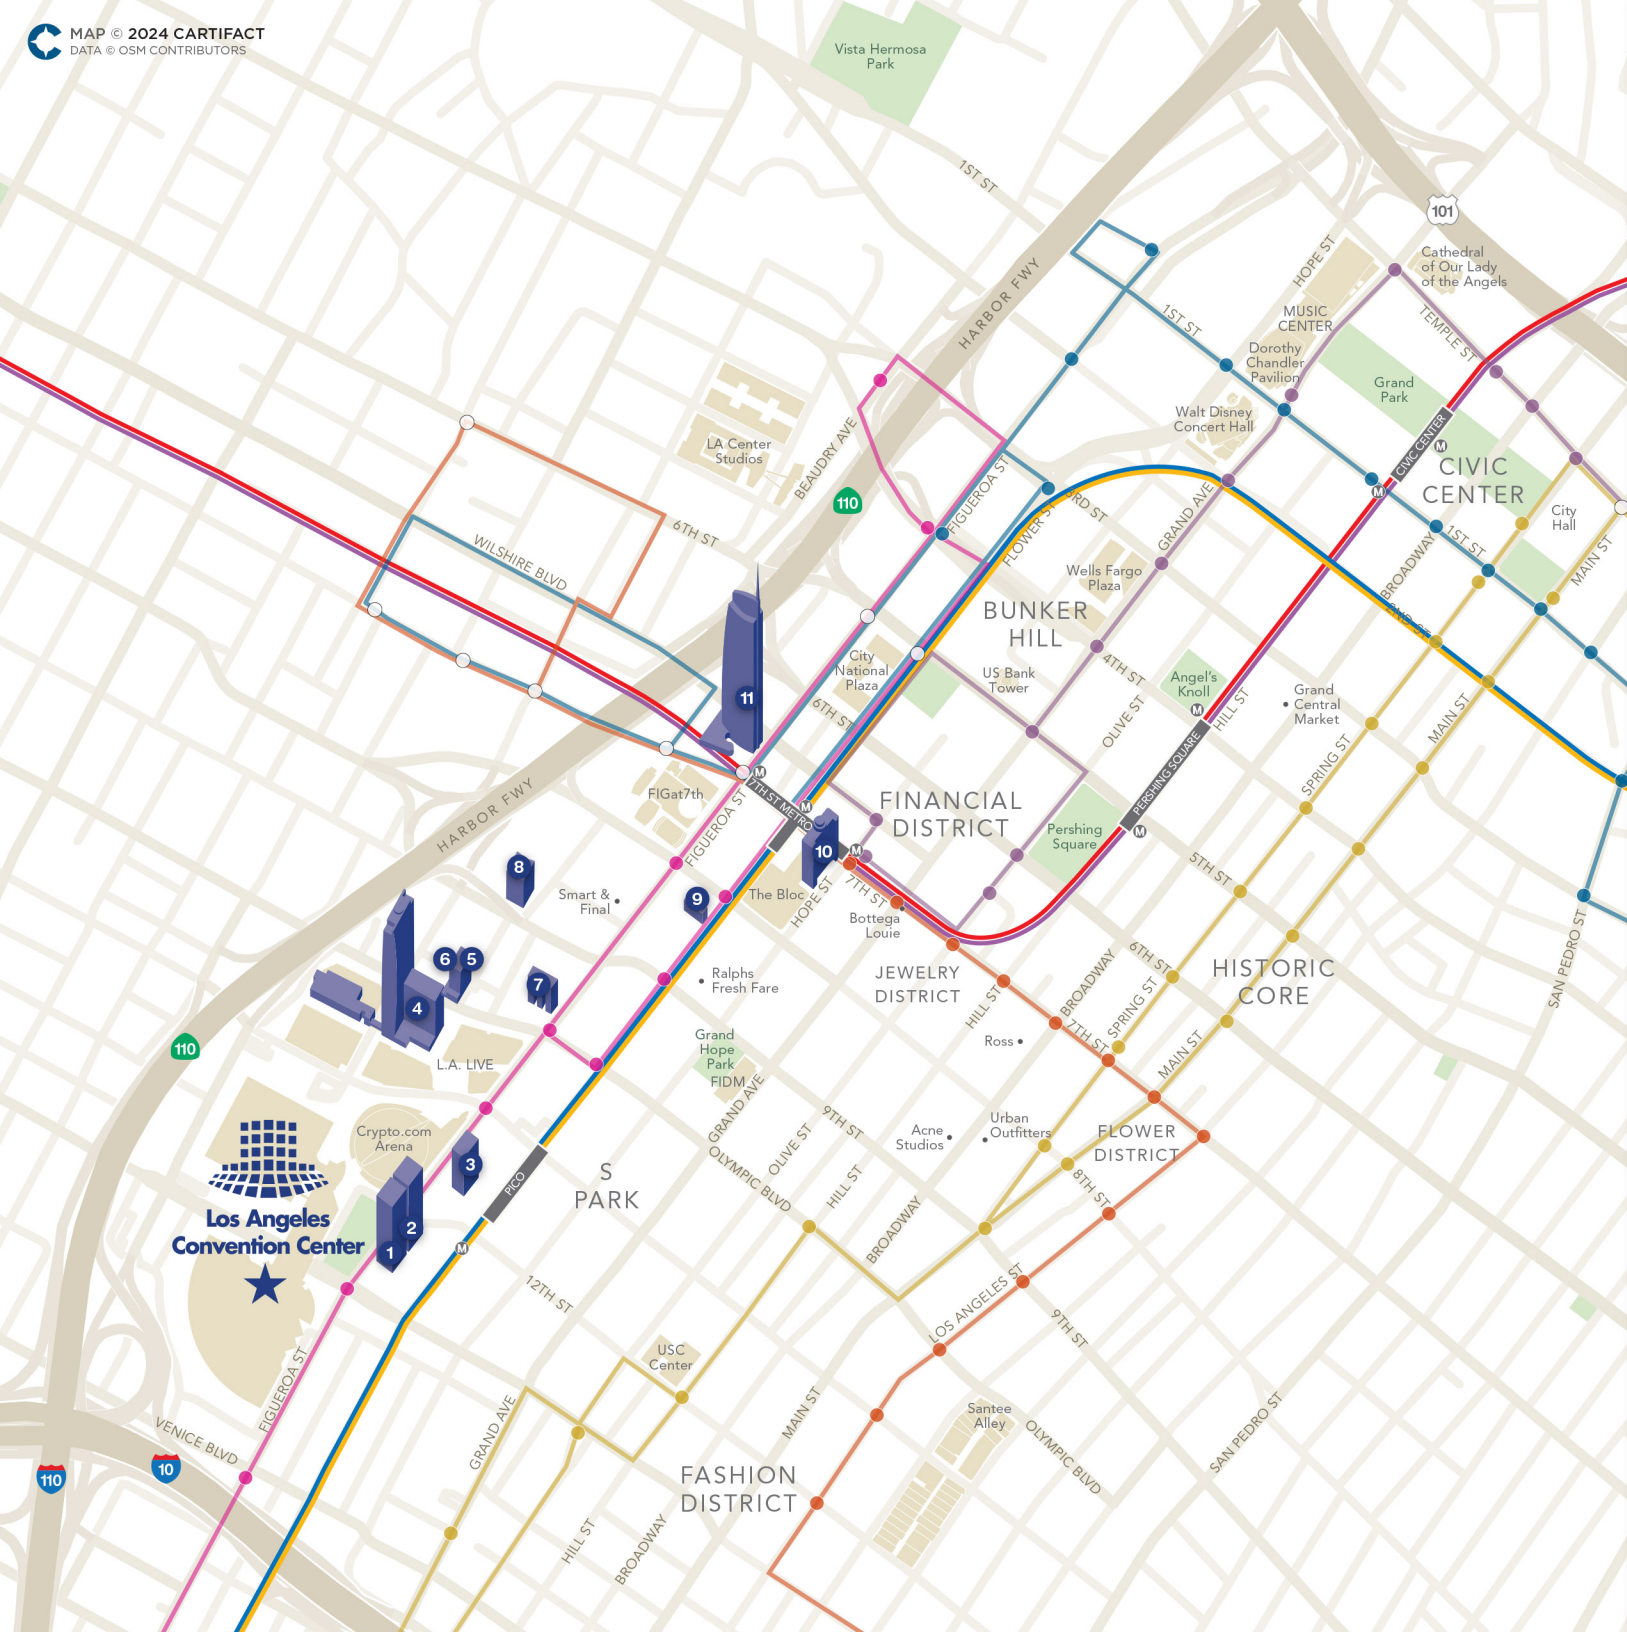 MAP © 2024 CARTIFACT
DATA © OSM CONTRIBUTORS
Vista Hermosa
Park
1ST ST
101
HARBOR FWY
HOPE ST
Cathedral
of Our Lady
of the Angels
MUSIC
CENTER
1ST ST
TEMPLE ST
Dorothy
Chandler
Pavilion
Grand
Park
Walt Disney
Concert Hall
CIVIC CENTER
M
M
CIVIC
CENTER
LA Center
Studios
BEAUDRY AVE
110
FIGUEROA ST
3RD ST
FLOWER ST
GRAND AVE
City
Hall
1ST ST
MAIN ST
BROADWAY
2ND ST
6TH ST
WILSHIRE BLVD
Wells Fargo
Plaza
BUNKER
HILL
City
National
Plaza
US Bank
Tower
4TH ST
Angel's
Knoll
M
HILL ST
Grand
Central
Market
OLIVE ST
MAIN ST
SPRING ST
6TH ST
11
M
7TH ST METRO
M
PERSHING SQUARE
M
FIGat7th
FIGUEROA ST
HARBOR FWY
FINANCIAL
DISTRICT
Pershing
Square
10
M
7TH ST
5TH ST
8
Smart &
Final
9
The Bloc
HOPE ST
Bottega
Louie
6
5
7
4
Ralphs
Fresh Fare
JEWELRY
DISTRICT
HILL ST
BROADWAY
6TH ST
SPRING ST
HISTORIC
CORE
SAN PEDRO ST
110
L.A. LIVE
Grand
Hope
Park
FIDM
GRAND AVE
Ross
7TH ST
MAIN ST
Crypto.com
Arena
3
PICO
S
PARK
9TH ST
OLIVE ST
OLYMPIC BLVD
HILL ST
Acne
Studios
Urban
Outfitters
FLOWER
DISTRICT
8TH ST
Los Angeles
Convention Center
2
1
M
BROADWAY
12TH ST
LOS ANGELES ST
9TH ST
USC
Center
FIGUEROA ST
VENICE BLVD
GRAND AVE
MAIN ST
Santee
Alley
OLYMPIC BLVD
SAN PEDRO ST
110
10
FASHION
DISTRICT
HILL ST
BROADWAY